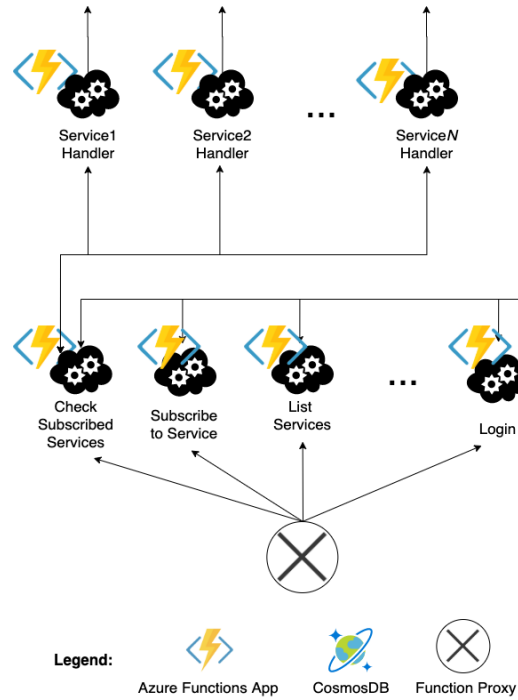 Service1
Handler
Service2
Handler
...
ServiceN
Handler
Check
Subscribed
Services
Subscribe
to Service
List
Services
...
Login
Legend:
Azure Functions App
CosmosDB
Function Proxy